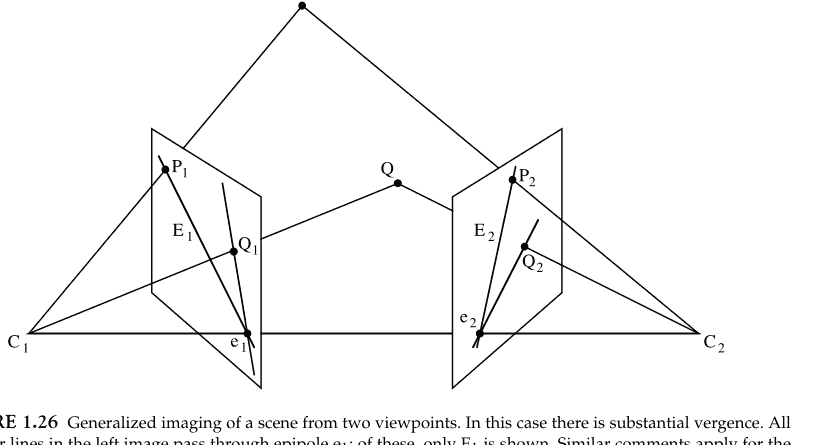 P1
Q
P2
E1
E2
Q1
Q2
e2
e1
C1
C2
RE 1.26 Generalized imaging of a scene from two viewpoints. In this case there is substantial vergence. All
lines in the left image pass through epipole e1; of these, only E1 is shown. Similar comments apply for the